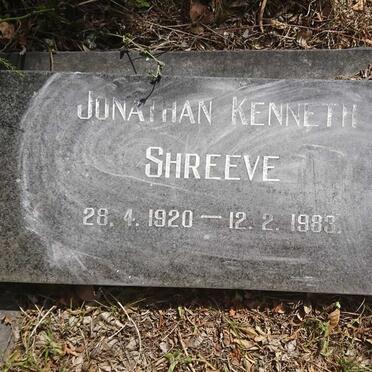 JONATHAN KENNETH
SHREEVE
28. 4. 1920 — 12. 2. 1983.